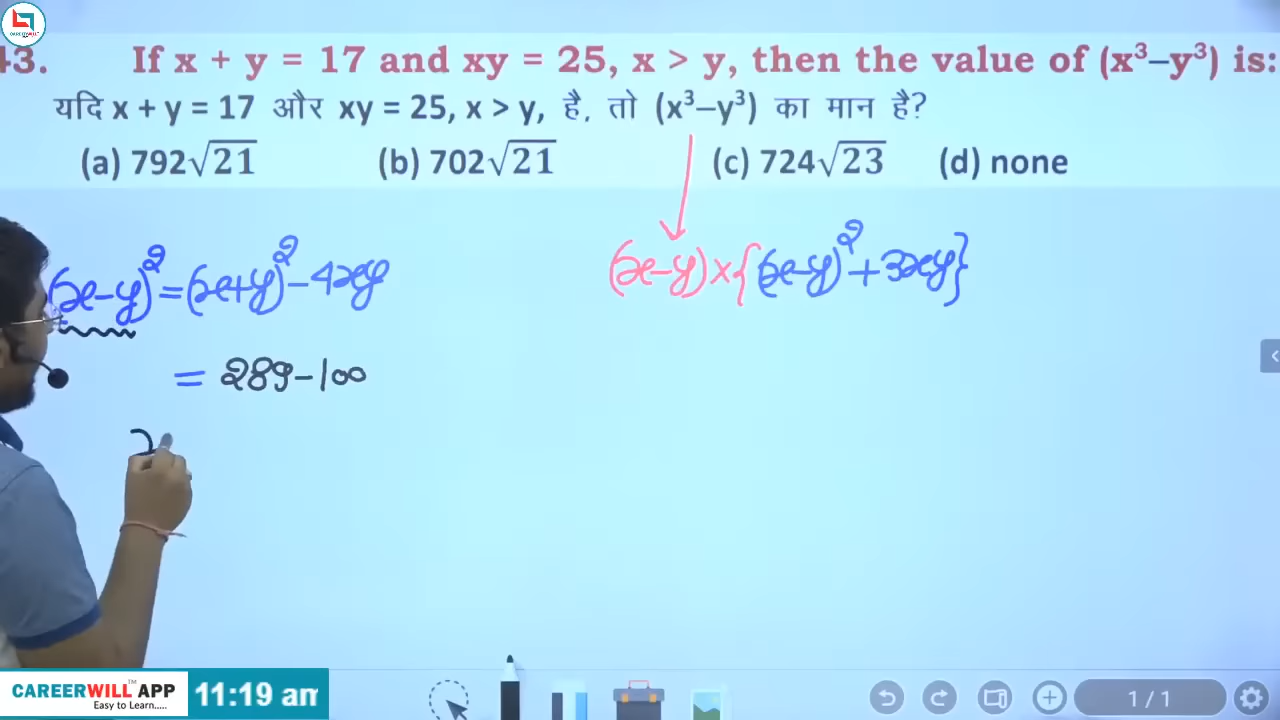 CAREERWILL
43. If x + y = 17 and xy = 25, x > y, then the value of (x³–y³) is:
यदि x + y = 17 और xy = 25, x > y, है, तो (x³–y³) का मान है?
(a) 792√21 (b) 702√21 (c) 724√23 (d) none
(x-y)² = (x+y)² - 4xy
(x-y)×{(x-y)²+3xy}
= 289-100
CAREERWILL™ APP
Easy to Learn.....
11:19 am
1 / 1